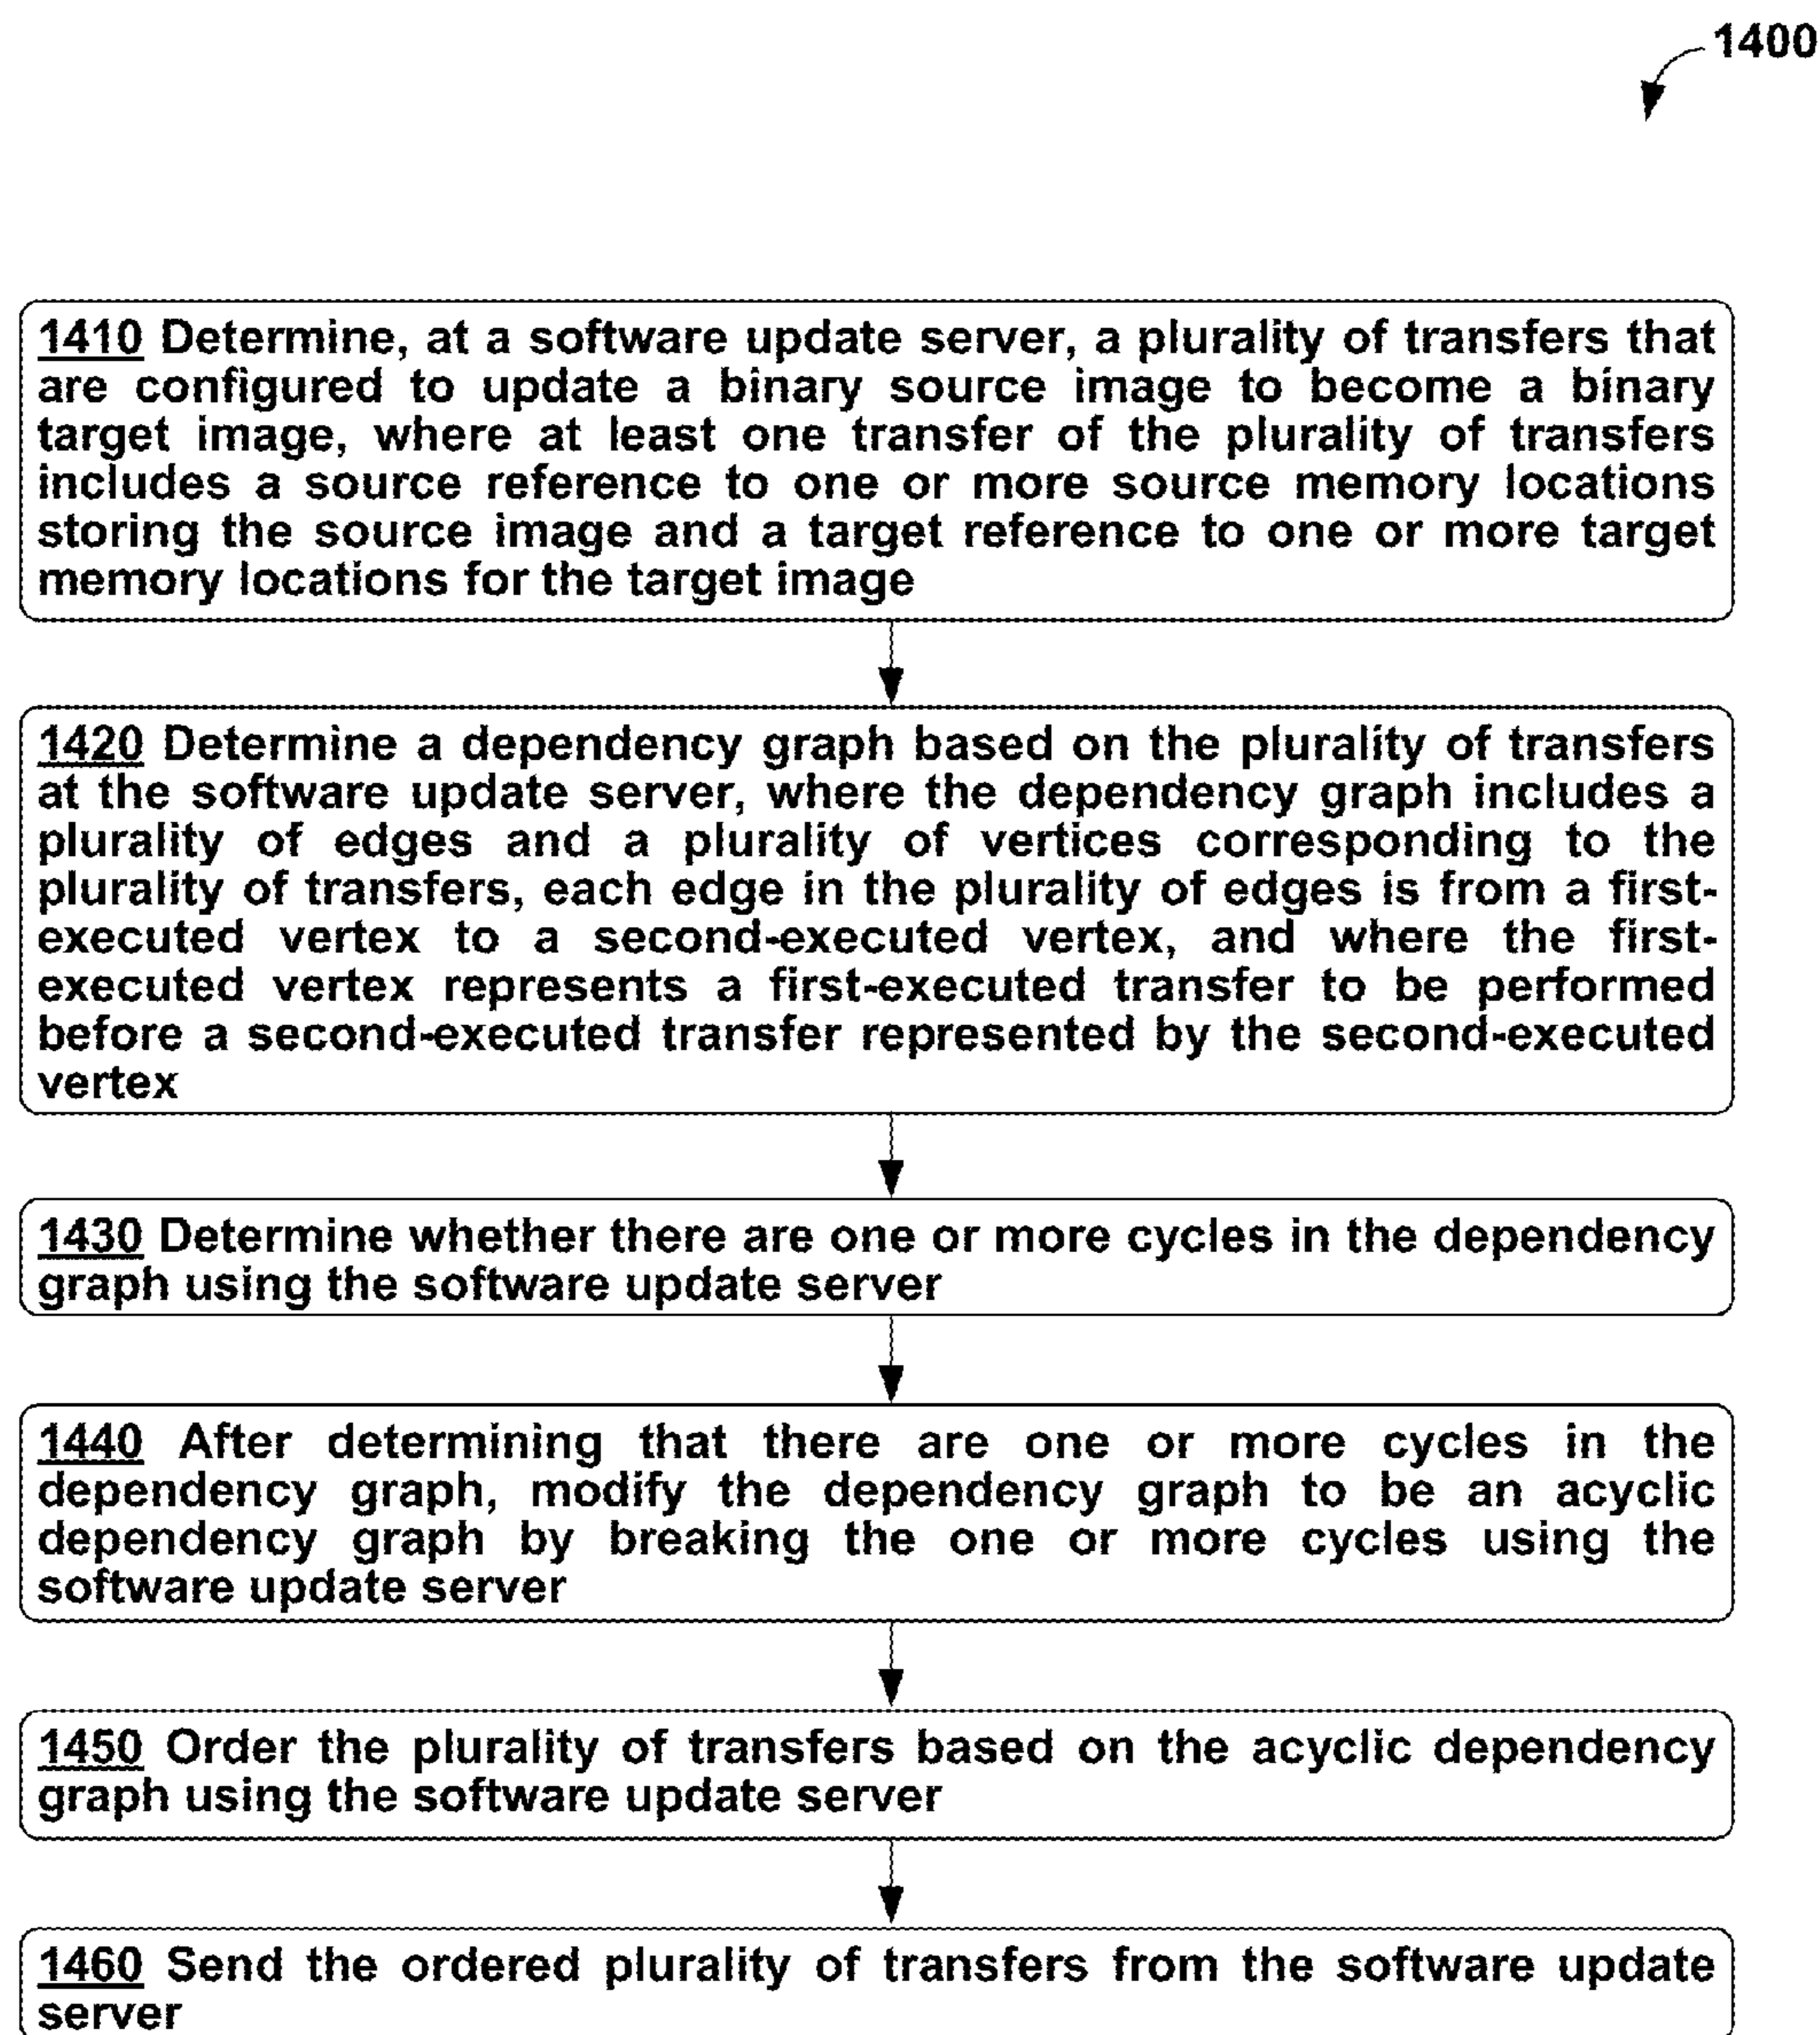 1400
1410 Determine, at a software update server, a plurality of transfers that
are configured to update a binary source image to become a binary
target image, where at least one transfer of the plurality of transfers
includes a source reference to one or more source memory locations
storing the source image and a target reference to one or more target
memory locations for the target image
1420 Determine a dependency graph based on the plurality of transfers
at the software update server, where the dependency graph includes a
plurality of edges and a plurality of vertices corresponding to the
plurality of transfers, each edge in the plurality of edges is from a first-
executed vertex to a second-executed vertex, and where the first-
executed vertex represents a first-executed transfer to be performed
before a second-executed transfer represented by the second-executed
vertex
1430 Determine whether there are one or more cycles in the dependency
graph using the software update server
1440 After determining that there are one or more cycles in the
dependency graph, modify the dependency graph to be an acyclic
dependency graph by breaking the one or more cycles using the
software update server
1450 Order the plurality of transfers based on the acyclic dependency
graph using the software update server
1460 Send the ordered plurality of transfers from the software update
server